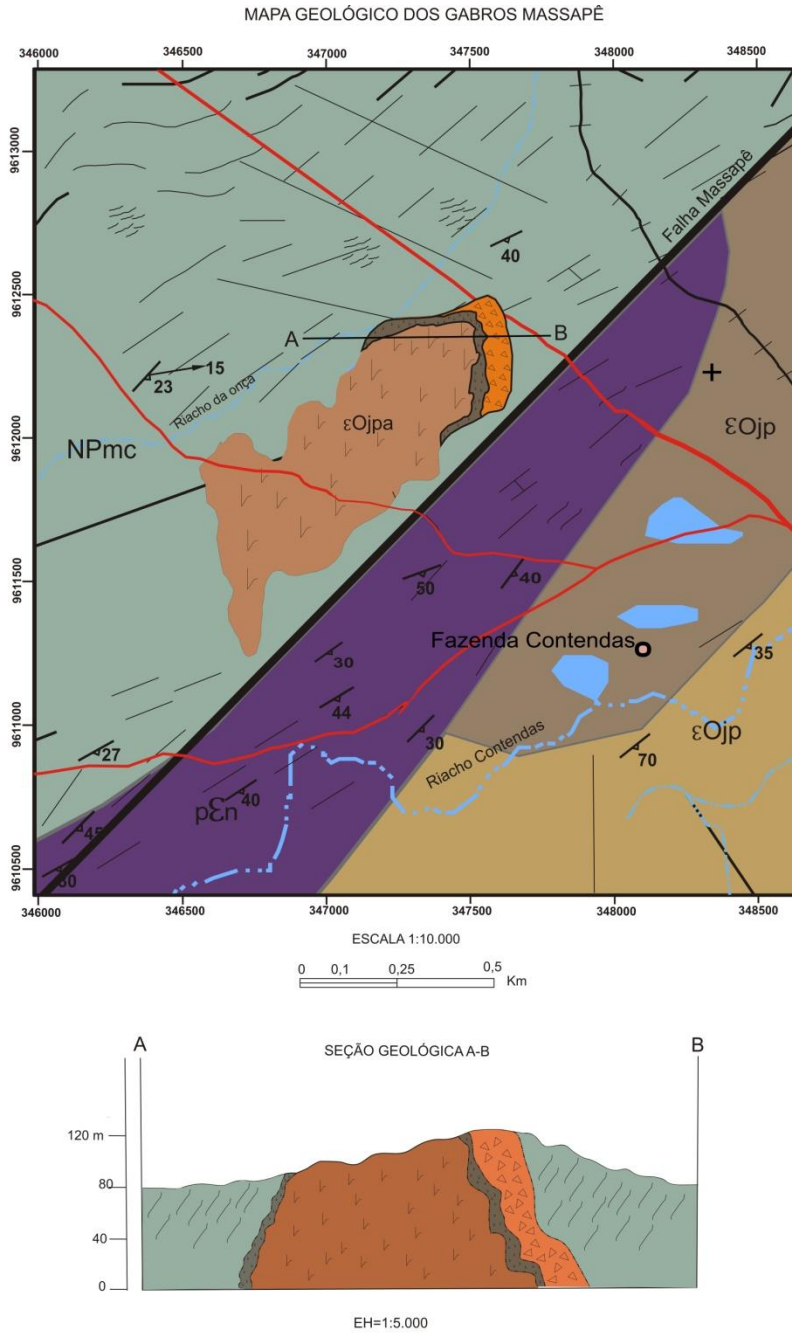 MAPA GEOLÓGICO DOS GABROS MASSAPÊ
346000 346500 347000 347500 348000 348500
9613000
9612500
9612000
9611500
9611000
9610500
Falha Massapê
40
A B
15
23
Riacho da onça
εOjpa
NPmc
ƐOjp
50
40
Fazenda Contendas
30
35
44
εOjp
27
30
Riacho Contendas
70
40
pƐn
45
80
346000 346500 347000 347500 348000 348500
ESCALA 1:10.000
0 0,1 0,25 0,5
Km
A B
SEÇÃO GEOLÓGICA A-B
120 m
80
40
0
EH=1:5.000